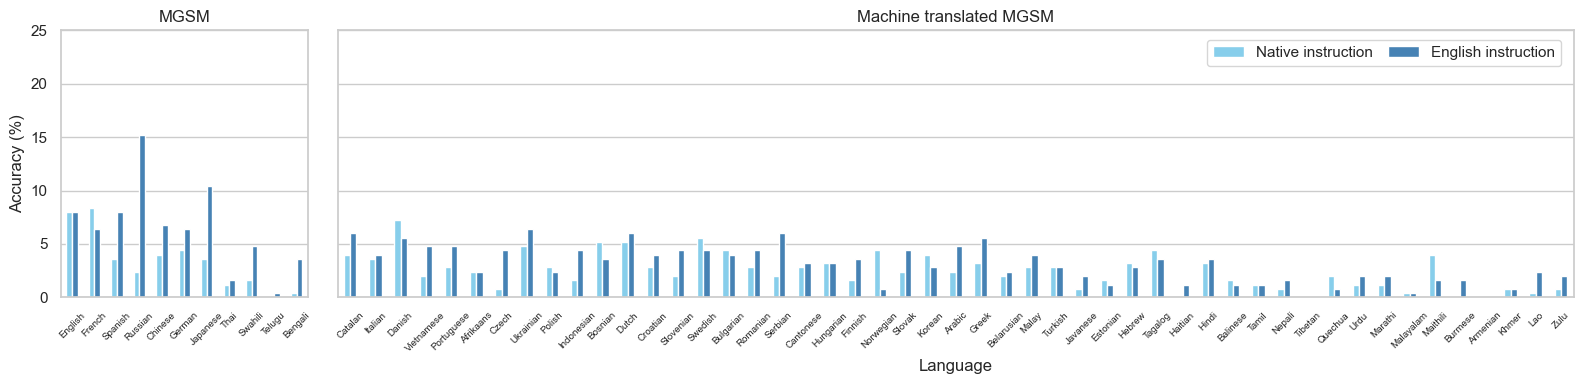 MGSM
Machine translated MGSM
Accuracy (%)
25
20
15
10
5
0
Native instruction
English instruction
English
French
Spanish
Russian
Chinese
German
Japanese
Thai
Swahili
Telugu
Bengali
Catalan
Italian
Danish
Vietnamese
Portuguese
Afrikaans
Czech
Ukrainian
Polish
Indonesian
Bosnian
Dutch
Croatian
Slovenian
Swedish
Bulgarian
Romanian
Serbian
Cantonese
Hungarian
Finnish
Norwegian
Slovak
Korean
Arabic
Greek
Belarusian
Malay
Turkish
Javanese
Estonian
Hebrew
Tagalog
Haitian
Hindi
Balinese
Tamil
Nepali
Tibetan
Quechua
Urdu
Marathi
Malayalam
Maithili
Burmese
Armenian
Khmer
Lao
Zulu
Language